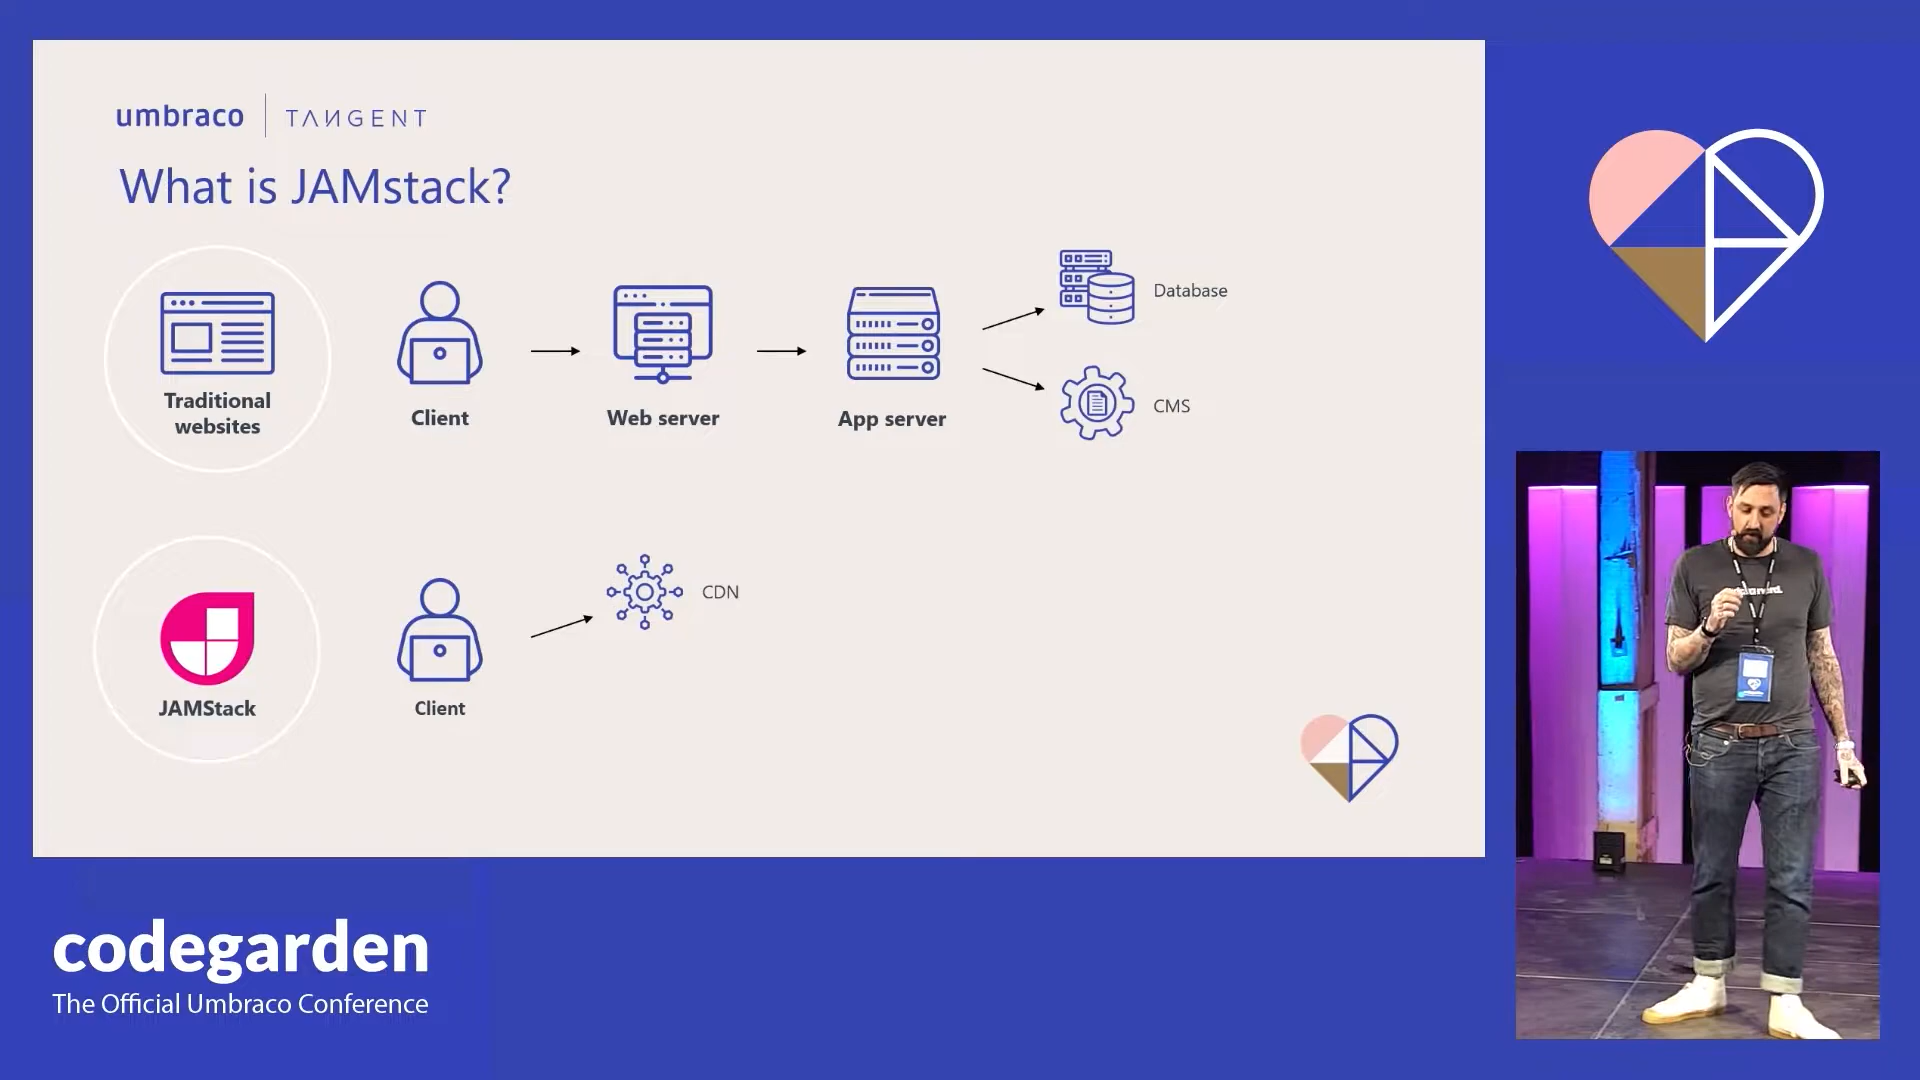 umbraco | TANGENT
What is JAMstack?
Traditional
websites
Client
Web server
App server
Database
CMS
JAMStack
Client
CDN
codegarden
The Official Umbraco Conference